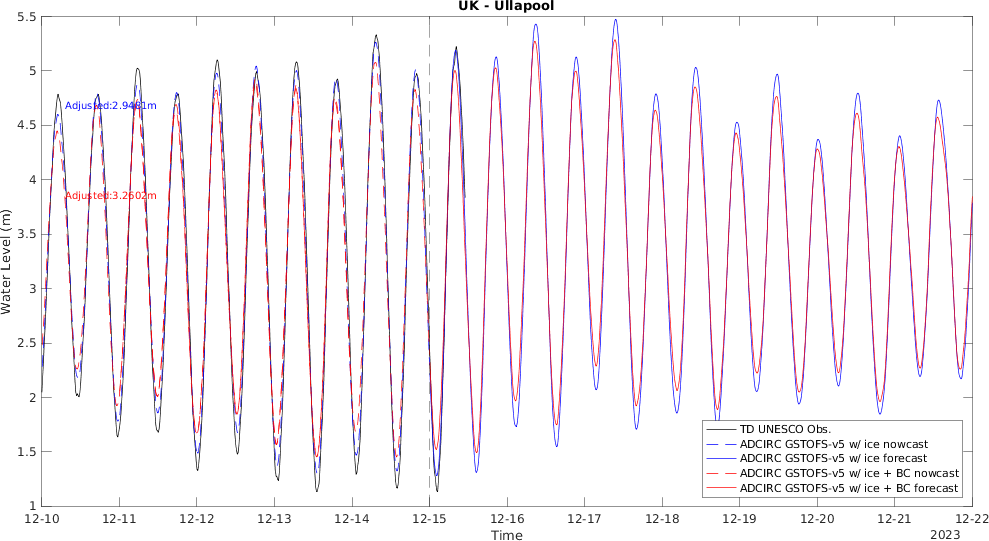 UK - Ullapool
5.5
5
4.5
4
3.5
3
2.5
2
1.5
1
Water Level (m)
Adjusted:2.9481m
Adjusted:3.2602m
TD UNESCO Obs.
ADCIRC GSTOFS-v5 w/ ice nowcast
ADCIRC GSTOFS-v5 w/ ice forecast
ADCIRC GSTOFS-v5 w/ ice + BC nowcast
ADCIRC GSTOFS-v5 w/ ice + BC forecast
12-10 12-11 12-12 12-13 12-14 12-15 12-16 12-17 12-18 12-19 12-20 12-21 12-22
Time
2023